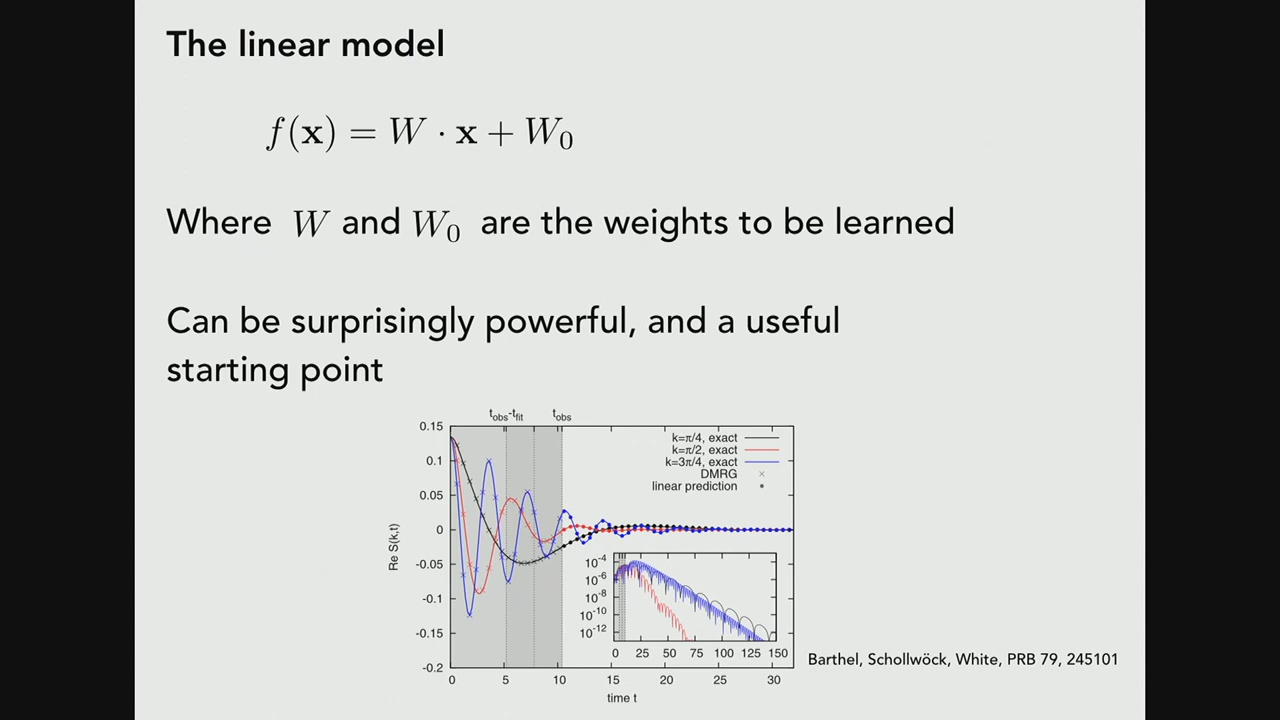 The linear model
f(x) = W · x + W₀
Where W and W₀ are the weights to be learned
Can be surprisingly powerful, and a useful
starting point
t_obs-t_fit t_obs
0.15
0.1
0.05
0
-0.05
-0.1
-0.15
-0.2
Re S(k,t)
k=π/4, exact
k=π/2, exact
k=3π/4, exact
DMRG
linear prediction
10⁻⁴
10⁻⁶
10⁻⁸
10⁻¹⁰
10⁻¹²
0 25 50 75 100 125 150
0 5 10 15 20 25 30
time t
Barthel, Schollwöck, White, PRB 79, 245101